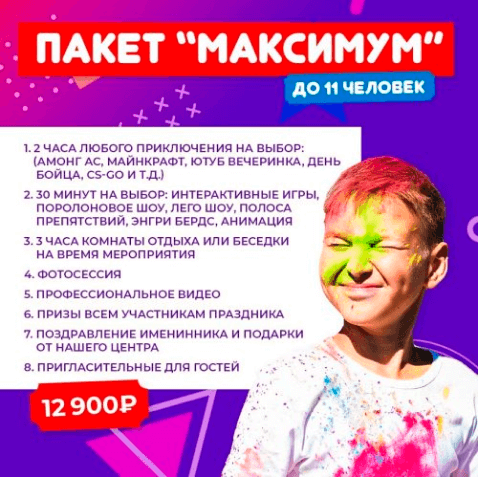 ПАКЕТ "МАКСИМУМ"
ДО 11 ЧЕЛОВЕК
1. 2 ЧАСА ЛЮБОГО ПРИКЛЮЧЕНИЯ НА ВЫБОР:
(АМОНГ АС, МАЙНКРАФТ, ЮТУБ ВЕЧЕРИНКА, ДЕНЬ
БОЙЦА, CS-GO И Т.Д.)
2. 30 МИНУТ НА ВЫБОР: ИНТЕРАКТИВНЫЕ ИГРЫ,
ПОРОЛОНОВОЕ ШОУ, ЛЕГО ШОУ, ПОЛОСА
ПРЕПЯТСТВИЙ, ЭНГРИ БЕРДС, АНИМАЦИЯ
3. 3 ЧАСА КОМНАТЫ ОТДЫХА ИЛИ БЕСЕДКИ
НА ВРЕМЯ МЕРОПРИЯТИЯ
4. ФОТОСЕССИЯ
5. ПРОФЕССИОНАЛЬНОЕ ВИДЕО
6. ПРИЗЫ ВСЕМ УЧАСТНИКАМ ПРАЗДНИКА
7. ПОЗДРАВЛЕНИЕ ИМЕНИННИКА И ПОДАРКИ
ОТ НАШЕГО ЦЕНТРА
8. ПРИГЛАСИТЕЛЬНЫЕ ДЛЯ ГОСТЕЙ
12 900₽